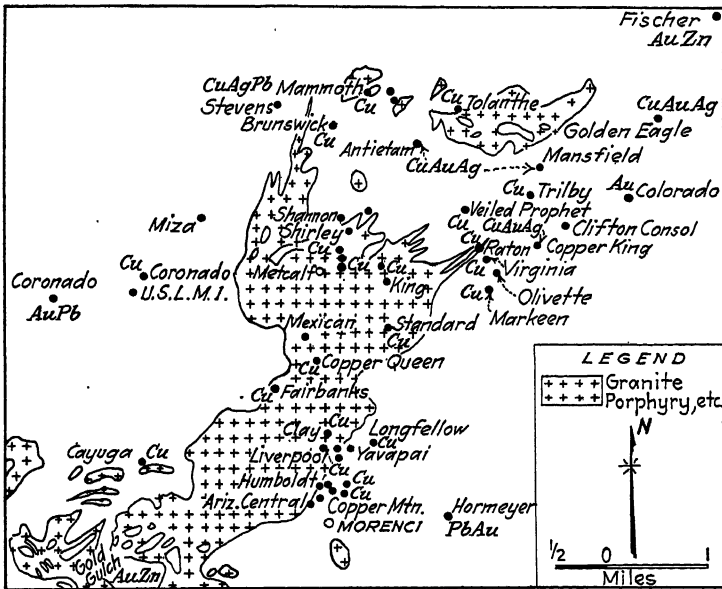 Fischer
AuZn
CuAgPb Mammoth
Stevens
Cu
Brunswick
Cu
Cu Iolanthe
CuAuAg
Golden Eagle
Antietam
CuAuAg
Mansfield
Cu Trilby
Au Colorado
Miza
Shannon
Shirley
Veiled Prophet
Cu
CuAuAg
Clifton Consol
Copper King
Cu
Raton
Cu
Virginia
Olivette
Cu
Markeen
Cu
Metcalf
Cu
Cu
King
Cu
Coronado
Coronado
AuPb
U.S.L.M.1.
Mexican
Standard
Cu
Cu
Copper Queen
Cu
Fairbanks
Clay
Cu
Longfellow
Cu
Liverpool
Yavapai
Cu
Humboldt
Cu
Cu
Ariz. Central
Copper Mtn.
MORENCI
Hormeyer
PbAu
Cayuga
Cu
Gold
Gulch
AuZn
LEGEND
Granite
Porphyry, etc
N
1/2 0 1
Miles